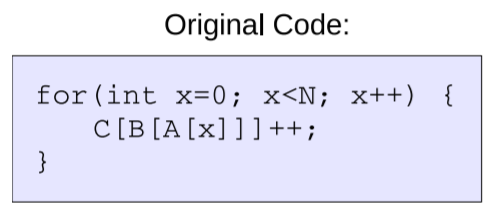 Original Code:
for(int x=0; x<N; x++) {
    C[B[A[x]]]++;
}